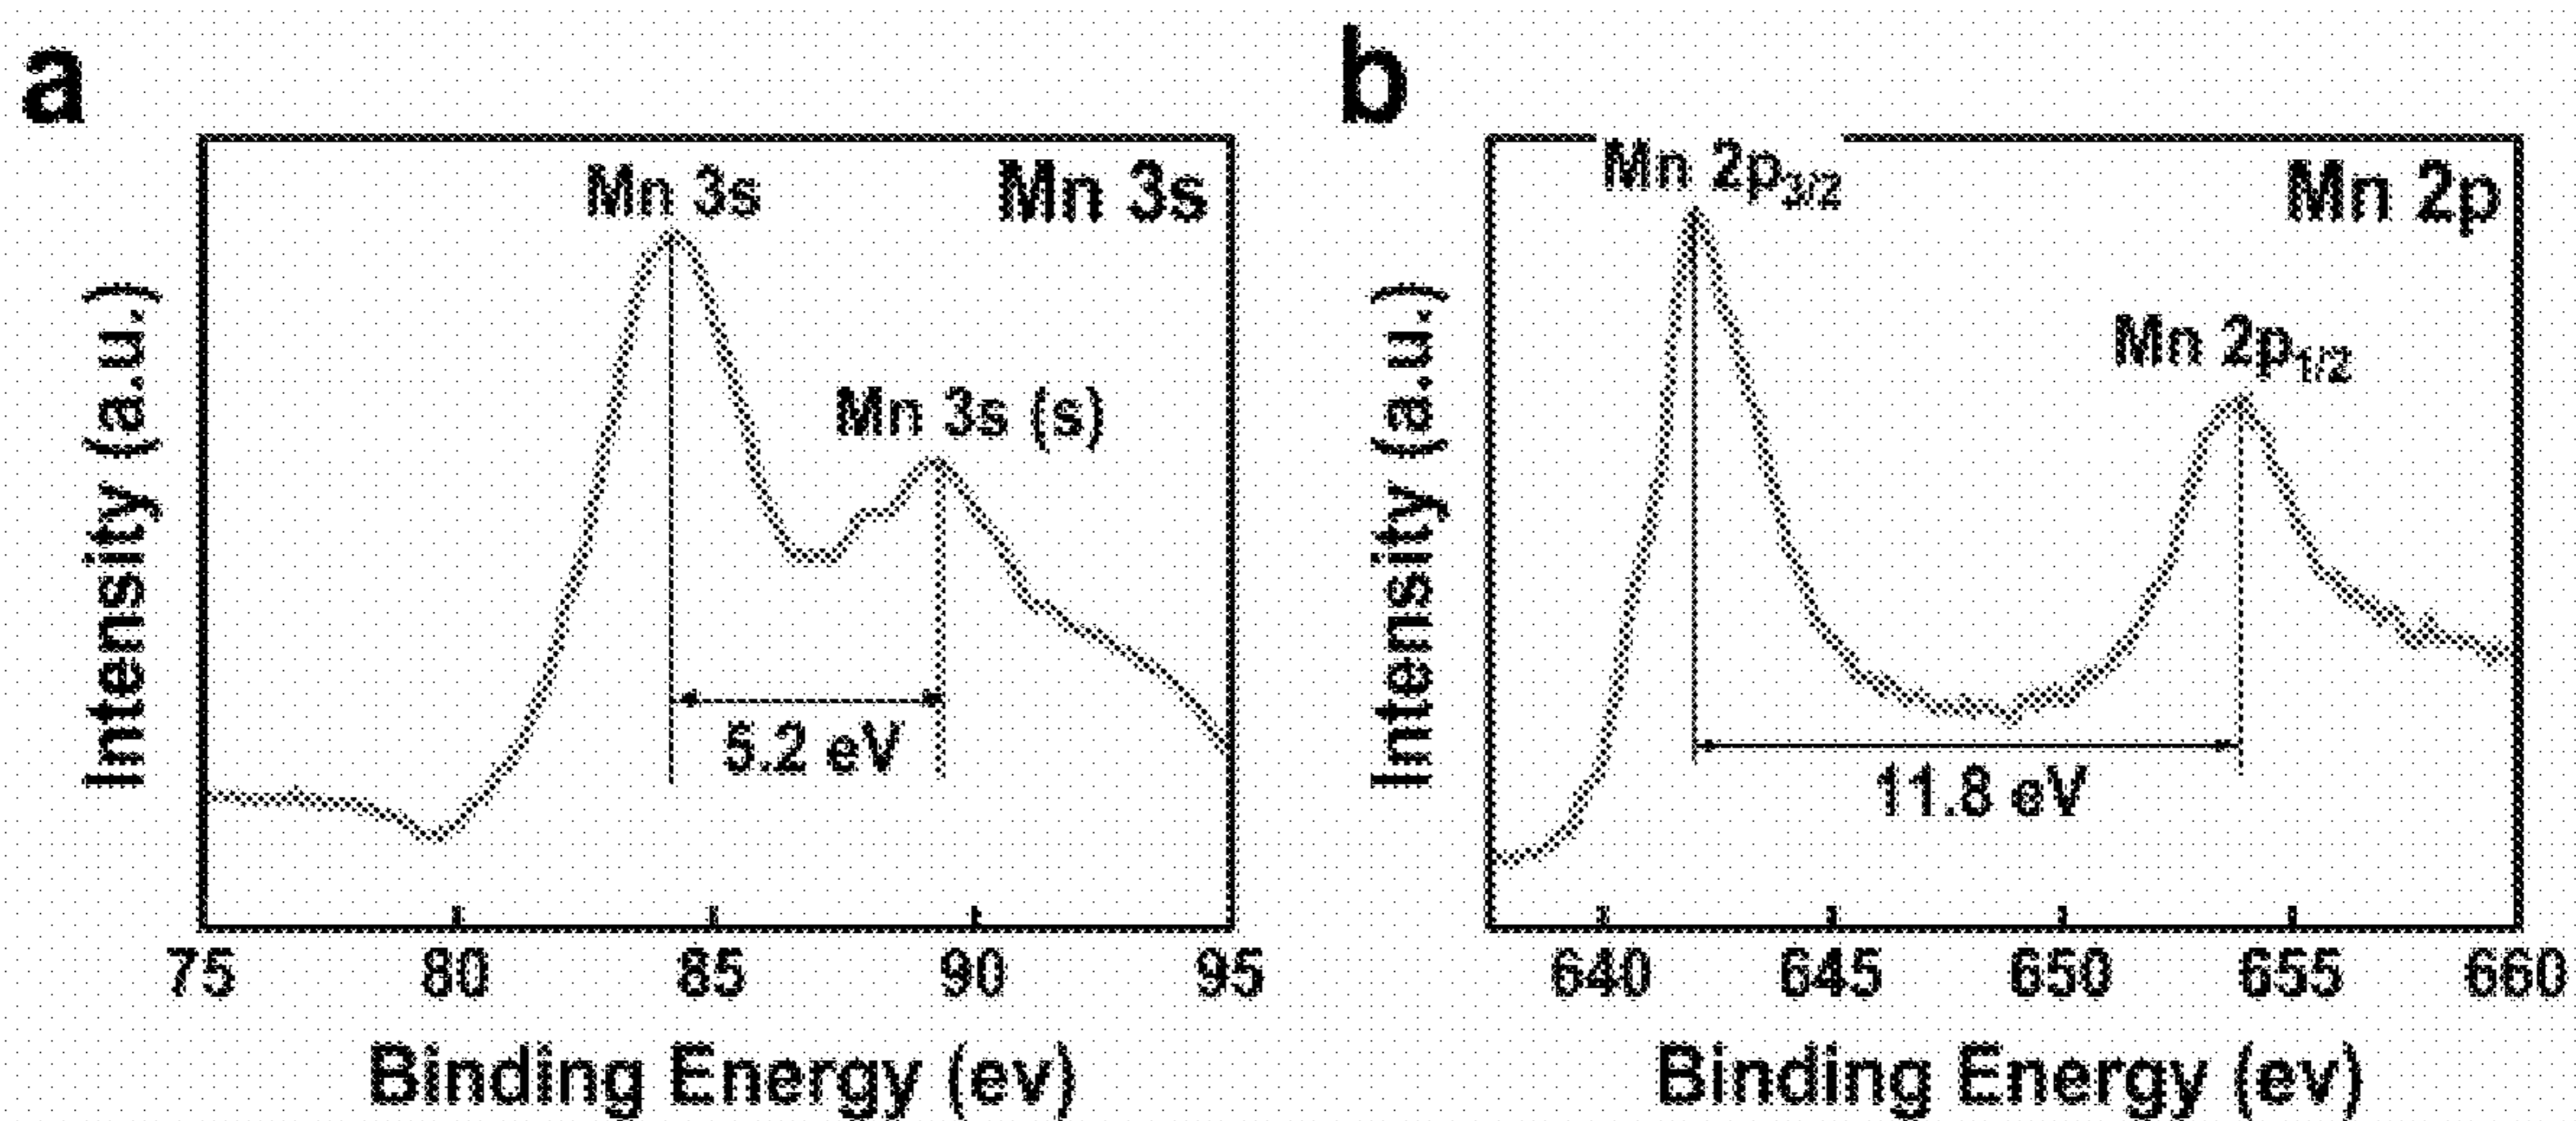 a
Mn 3s
Mn 3s
Mn 3s (s)
5.2 eV
Intensity (a.u.)
75 80 85 90 95
Binding Energy (ev)
b
Mn 2p3/2
Mn 2p
Mn 2p1/2
11.8 eV
Intensity (a.u.)
640 645 650 655 660
Binding Energy (ev)